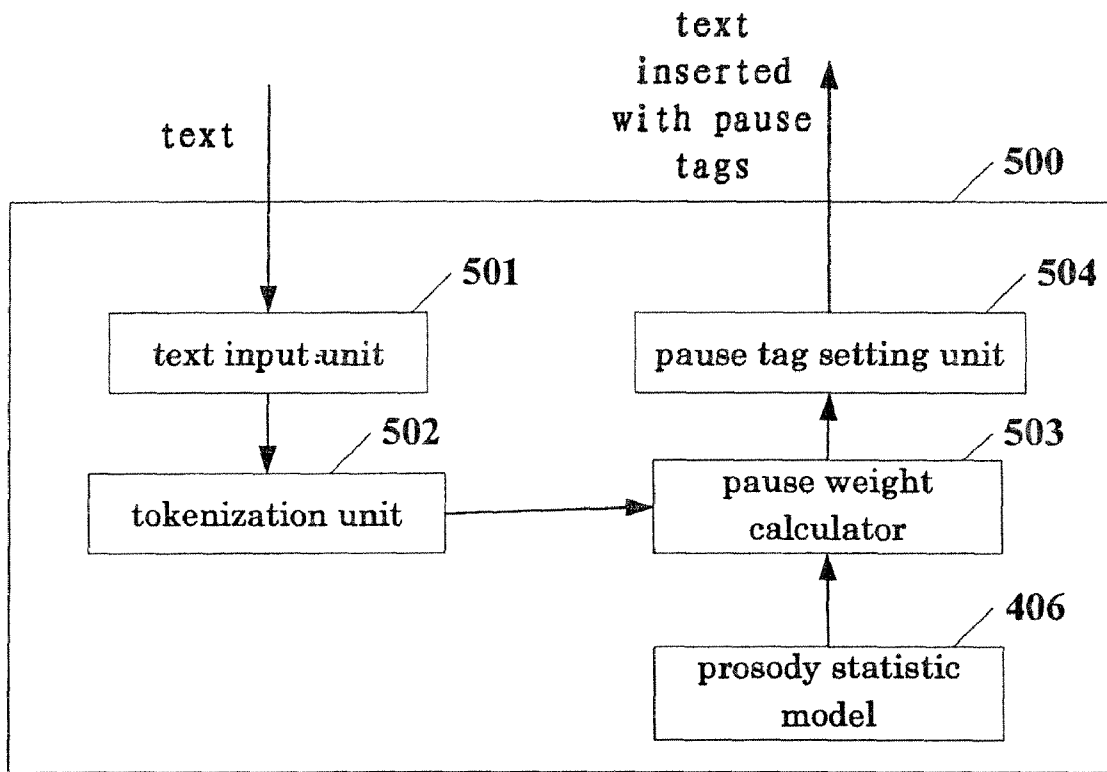 text
inserted
with pause
tags
text
500
501
text input unit
504
pause tag setting unit
502
tokenization unit
503
pause weight
calculator
406
prosody statistic
model